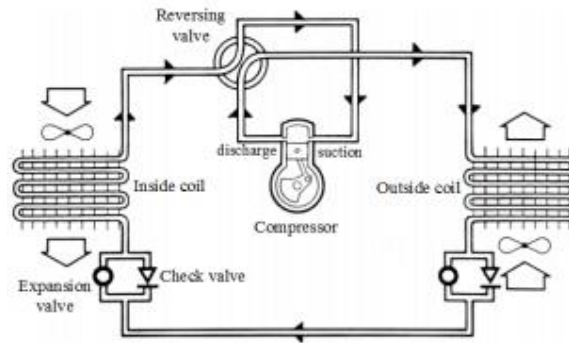 Reversing
valve
discharge
suction
Inside coil
Outside coil
Compressor
Expansion
valve
Check valve